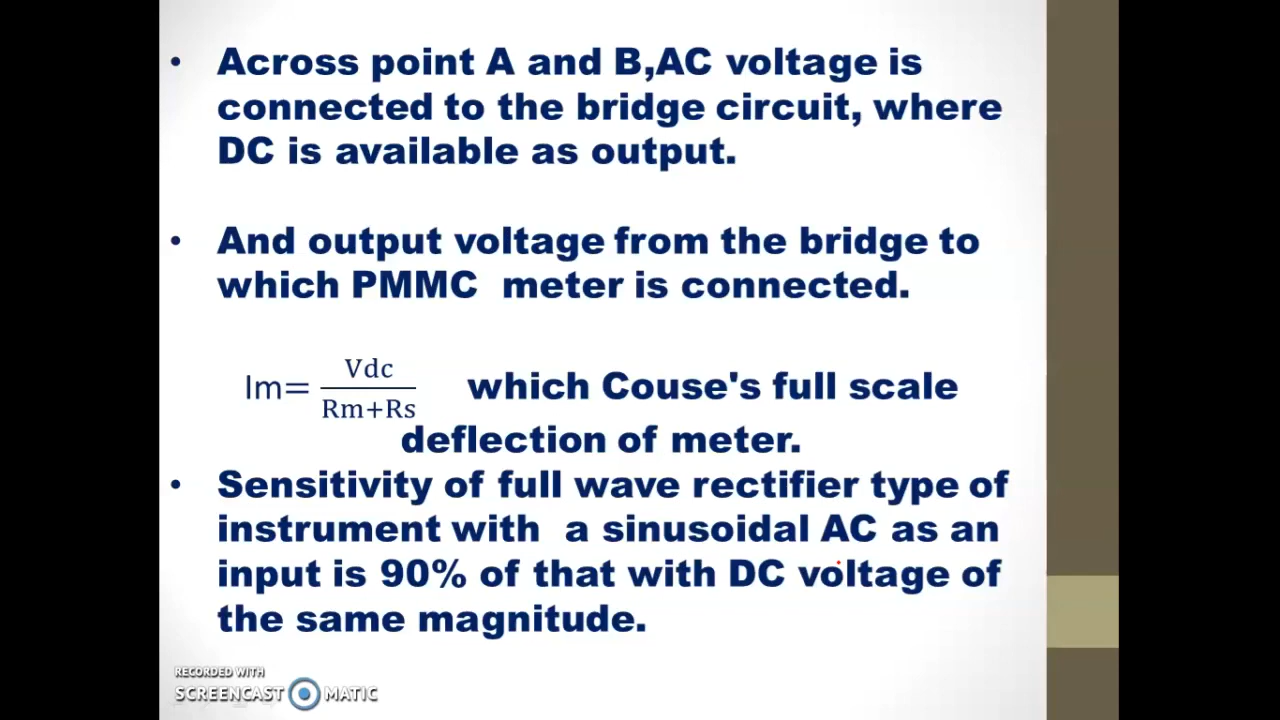 • Across point A and B,AC voltage is
connected to the bridge circuit, where
DC is available as output.
• And output voltage from the bridge to
which PMMC meter is connected.
Im= Vdc/Rm+Rs which Couse's full scale
deflection of meter.
• Sensitivity of full wave rectifier type of
instrument with a sinusoidal AC as an
input is 90% of that with DC voltage of
the same magnitude.
RECORDED WITH
SCREENCAST MATIC